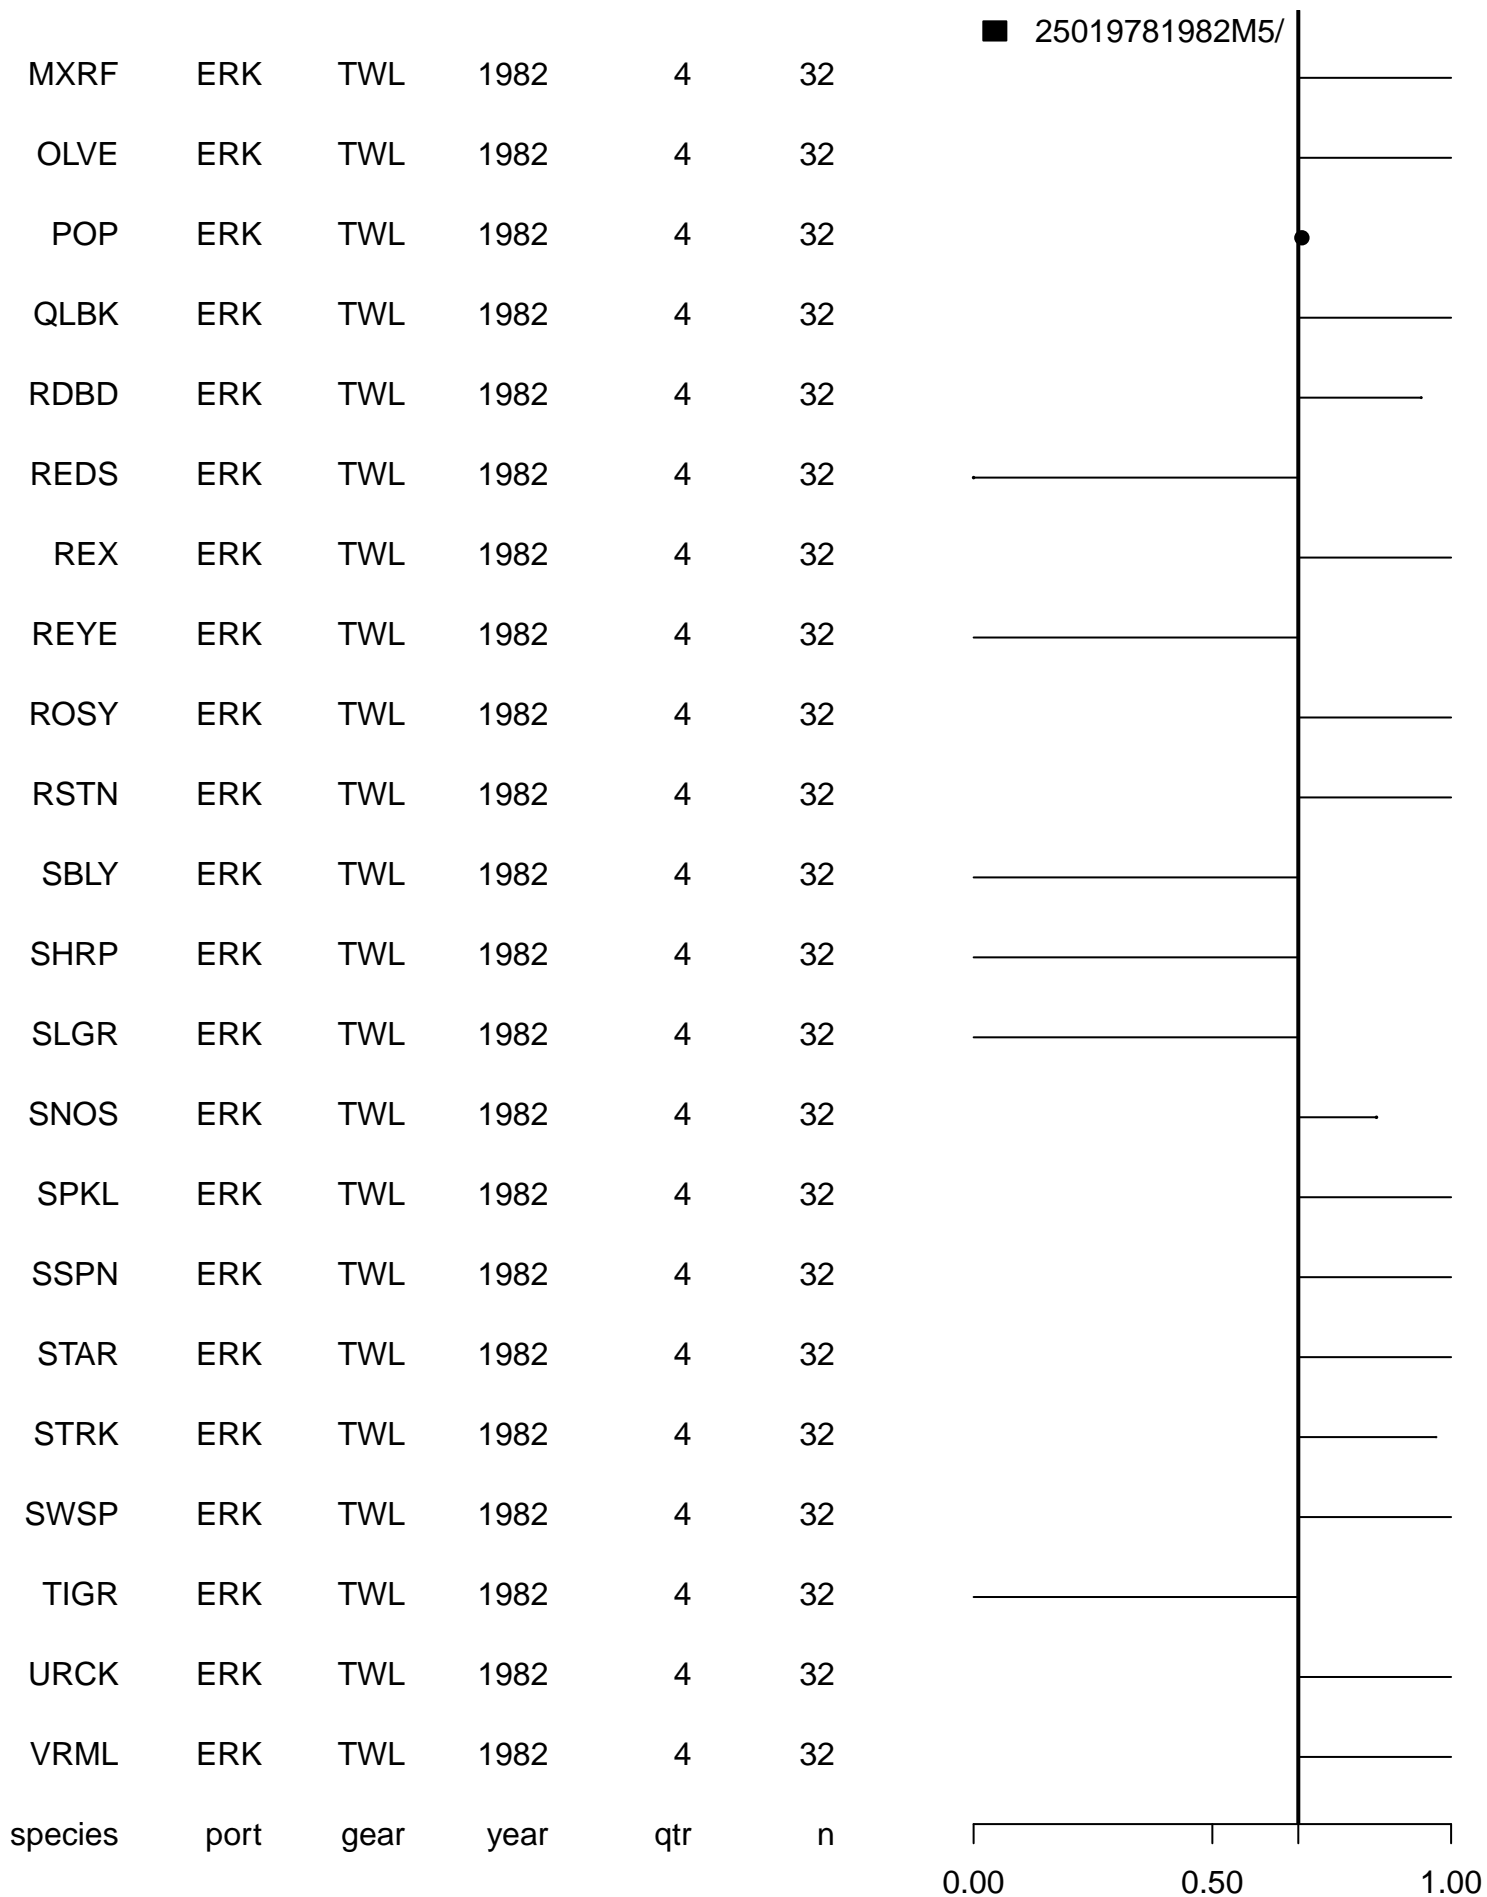 25019781982M5/
MXRF ERK TWL 1982 4 32
OLVE ERK TWL 1982 4 32
POP ERK TWL 1982 4 32
QLBK ERK TWL 1982 4 32
RDBD ERK TWL 1982 4 32
REDS ERK TWL 1982 4 32
REX ERK TWL 1982 4 32
REYE ERK TWL 1982 4 32
ROSY ERK TWL 1982 4 32
RSTN ERK TWL 1982 4 32
SBLY ERK TWL 1982 4 32
SHRP ERK TWL 1982 4 32
SLGR ERK TWL 1982 4 32
SNOS ERK TWL 1982 4 32
SPKL ERK TWL 1982 4 32
SSPN ERK TWL 1982 4 32
STAR ERK TWL 1982 4 32
STRK ERK TWL 1982 4 32
SWSP ERK TWL 1982 4 32
TIGR ERK TWL 1982 4 32
URCK ERK TWL 1982 4 32
VRML ERK TWL 1982 4 32
species port gear year qtr n
0.00 0.50 1.00